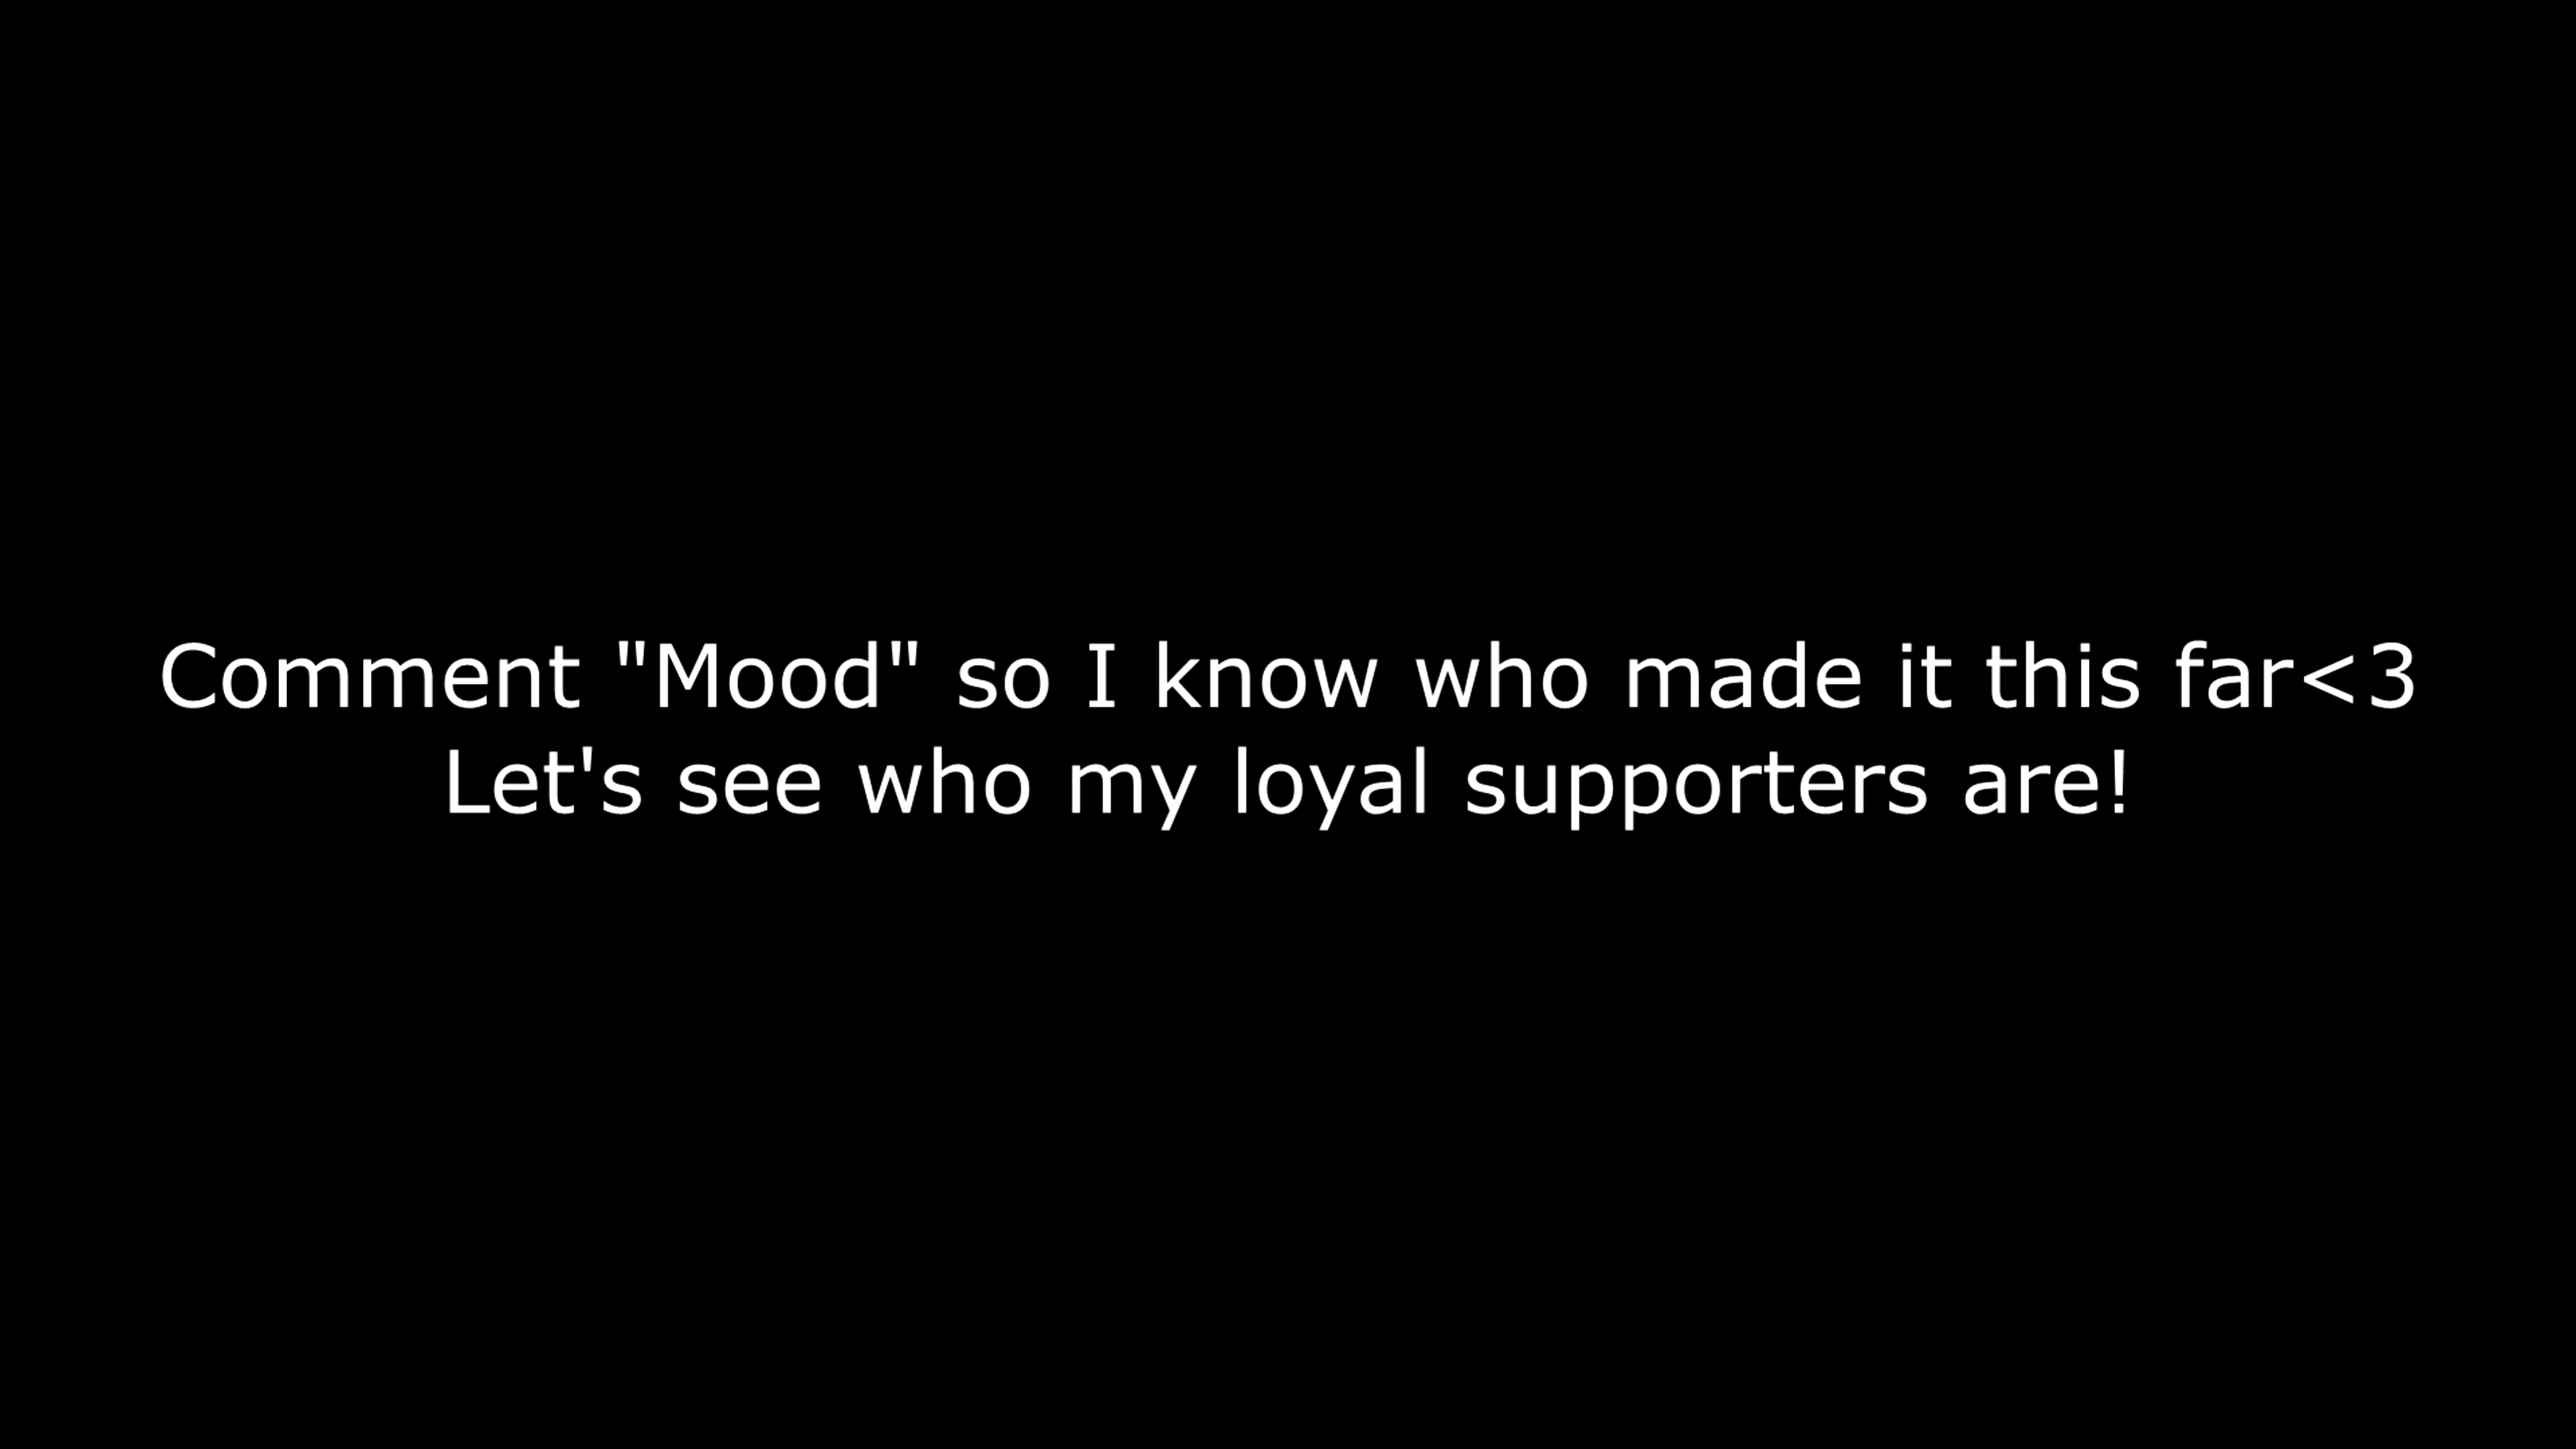 Comment "Mood" so I know who made it this far<3
Let's see who my loyal supporters are!